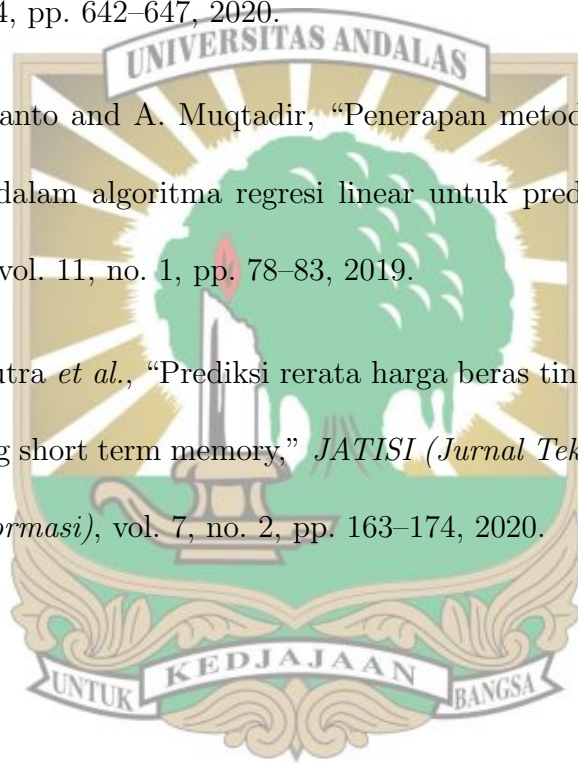 4, pp. 642–647, 2020.
UNIVERSITAS ANDALAS
anto and A. Muqtadir, “Penerapan metod
dalam algoritma regresi linear untuk pred
vol. 11, no. 1, pp. 78–83, 2019.
utra et al., “Prediksi rerata harga beras tin
g short term memory,” JATISI (Jurnal Tek
ormasi), vol. 7, no. 2, pp. 163–174, 2020.
UNTUK KEDJAJAAN BANGSA